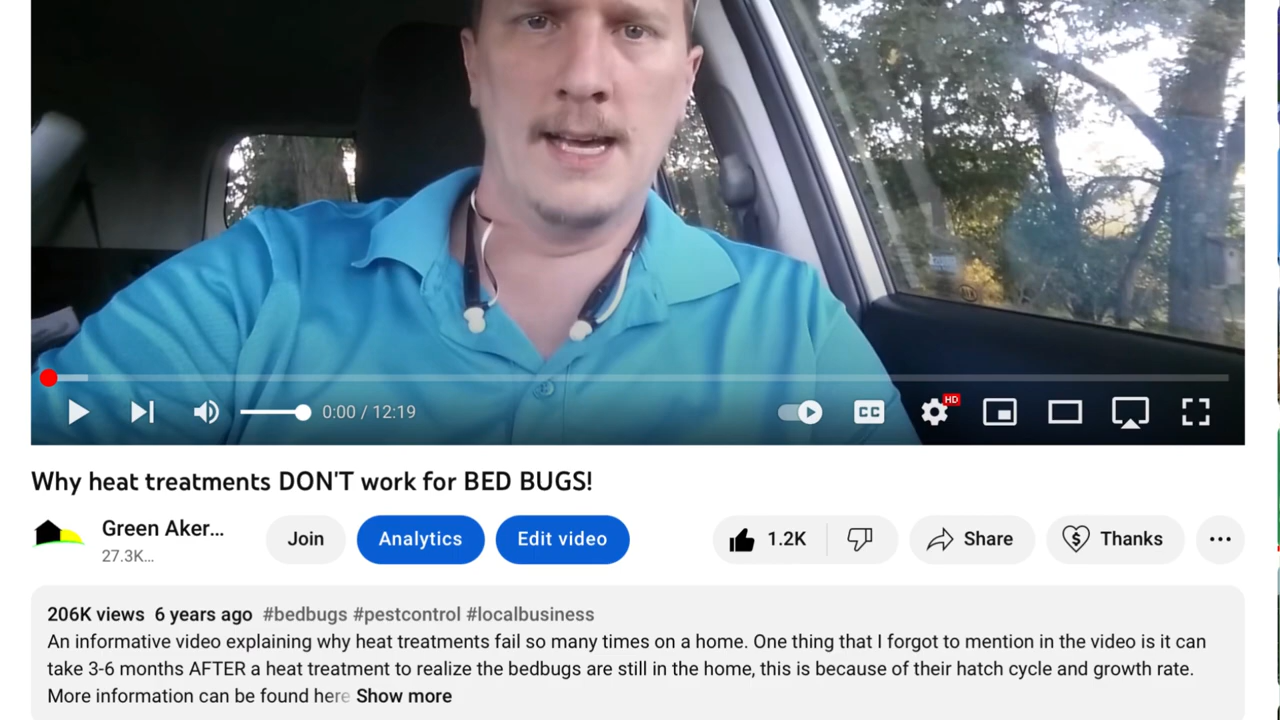 0:00 / 12:19
CC
HD
Why heat treatments DON'T work for BED BUGS!
Green Aker...
27.3K...
Join
Analytics
Edit video
1.2K
Share
Thanks
206K views 6 years ago #bedbugs #pestcontrol #localbusiness
An informative video explaining why heat treatments fail so many times on a home. One thing that I forgot to mention in the video is it can
take 3-6 months AFTER a heat treatment to realize the bedbugs are still in the home, this is because of their hatch cycle and growth rate.
More information can be found here Show more